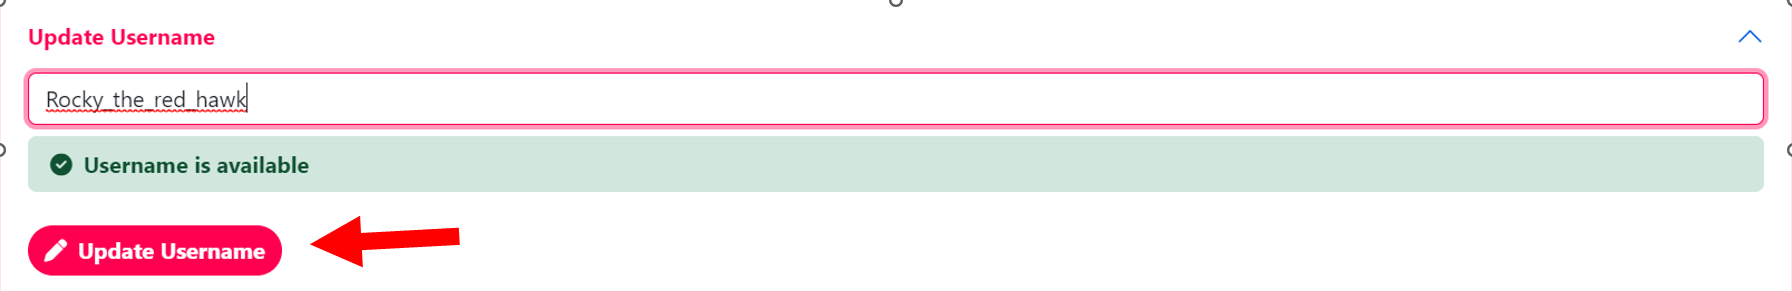 Update Username
Rocky_the_red_hawk
Username is available
Update Username